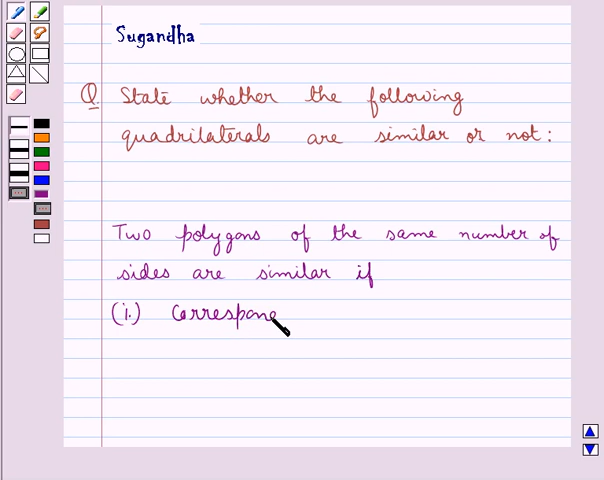 Sugandha
Q State whether the following
quadrilaterals are similar or not:
Two polygons of the same number of
sides are similar if
(i.) Correspone